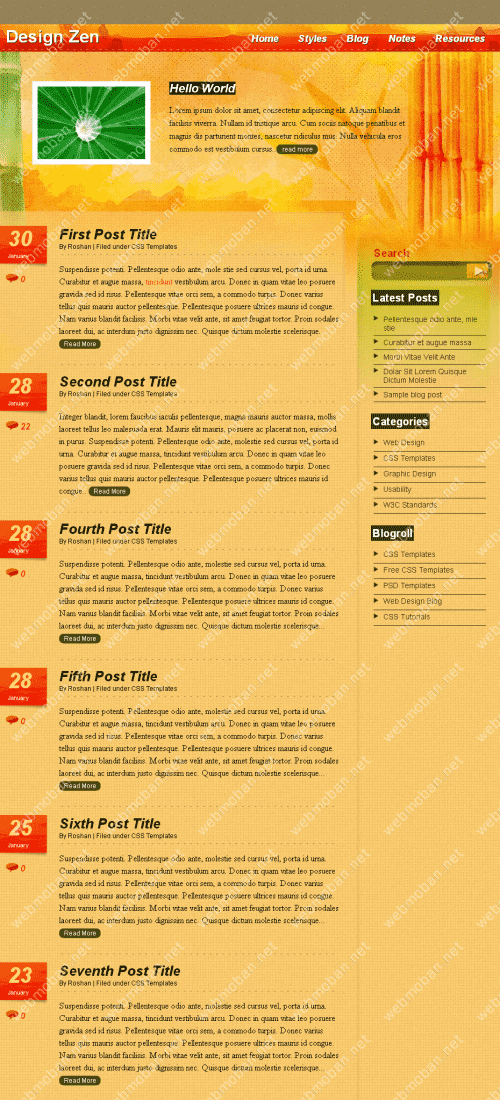 Design Zen
Home Styles Blog Notes Resources
Hello World
Lorem ipsum dolor sit amet, consectetur adipiscing elit. Aliquam blandit
facilisis viverra. Nullam id tristique arcu. Cum sociis natoque penatibus et
magnis dis parturient montes, nascetur ridiculus mus. Nulla vehicula eros
commodo est vestibulum cursus. read more
30
January
0
First Post Title
By Roshan | Filed under CSS Templates
Suspendisse potenti. Pellentesque odio ante, mole stie sed cursus vel, porta id urna.
Curabitur et augue massa, tincidunt vestibulum arcu. Donec in quam vitae leo posuere
gravida sed id risus. Pellentesque vitae orci sem, a commodo turpis. Donec varius
tellus quis mauris auctor pellentesque. Pellentesque posuere ultrices mauris id congue.
Nam varius blandit facilisis. Morbi vitae velit ante, sit amet feugiat tortor. Proin sodales
laoreet dui, ac interdum justo dignissim nec. Quisque dictum molestie scelerisque.
Read More
28
January
22
Second Post Title
By Roshan | Filed under CSS Templates
Integer blandit, lorem faucibus iaculis pellentesque, magna mauris auctor massa, mollis
laoreet tellus leo malesuada erat. Mauris mauris, posuere ac placerat non, euismod
in purus. Suspendisse potenti. Pellentesque odio ante, molestie sed cursus vel, porta id
urna. Curabitur et augue massa, tincidunt vestibulum arcu. Donec in quam vitae leo
posuere gravida sed id risus. Pellentesque vitae orci sem, a commodo turpis. Donec
varius tellus quis mauris auctor pellentesque. Pellentesque posuere ultrices mauris id
congue. Read More
28
January
0
Fourth Post Title
By Roshan | Filed under CSS Templates
Suspendisse potenti. Pellentesque odio ante, molestie sed cursus vel, porta id urna.
Curabitur et augue massa, tincidunt vestibulum arcu. Donec in quam vitae leo posuere
gravida sed id risus. Pellentesque vitae orci sem, a commodo turpis. Donec varius
tellus quis mauris auctor pellentesque. Pellentesque posuere ultrices mauris id congue.
Nam varius blandit facilisis. Morbi vitae velit ante, sit amet feugiat tortor. Proin sodales
laoreet dui, ac interdum justo dignissim nec. Quisque dictum molestie scelerisque...
Read More
28
January
0
Fifth Post Title
By Roshan | Filed under CSS Templates
Suspendisse potenti. Pellentesque odio ante, molestie sed cursus vel, porta id urna.
Curabitur et augue massa, tincidunt vestibulum arcu. Donec in quam vitae leo posuere
gravida sed id risus. Pellentesque vitae orci sem, a commodo turpis. Donec varius
tellus quis mauris auctor pellentesque. Pellentesque posuere ultrices mauris id congue.
Nam varius blandit facilisis. Morbi vitae velit ante, sit amet feugiat tortor. Proin sodales
laoreet dui, ac interdum justo dignissim nec. Quisque dictum molestie scelerisque...
Read More
25
January
0
Sixth Post Title
By Roshan | Filed under CSS Templates
Suspendisse potenti. Pellentesque odio ante, molestie sed cursus vel, porta id urna.
Curabitur et augue massa, tincidunt vestibulum arcu. Donec in quam vitae leo posuere
gravida sed id risus. Pellentesque vitae orci sem, a commodo turpis. Donec varius
tellus quis mauris auctor pellentesque. Pellentesque posuere ultrices mauris id congue.
Nam varius blandit facilisis. Morbi vitae velit ante, sit amet feugiat tortor. Proin sodales
laoreet dui, ac interdum justo dignissim nec. Quisque dictum molestie scelerisque...
Read More
23
January
0
Seventh Post Title
By Roshan | Filed under CSS Templates
Suspendisse potenti. Pellentesque odio ante, molestie sed cursus vel, porta id urna.
Curabitur et augue massa, tincidunt vestibulum arcu. Donec in quam vitae leo posuere
gravida sed id risus. Pellentesque vitae orci sem, a commodo turpis. Donec varius
tellus quis mauris auctor pellentesque. Pellentesque posuere ultrices mauris id congue.
Nam varius blandit facilisis. Morbi vitae velit ante, sit amet feugiat tortor. Proin sodales
laoreet dui, ac interdum justo dignissim nec. Quisque dictum molestie scelerisque...
Read More
Search
Latest Posts
Pellentesque odio ante, mle
stie
Curabitur et augue massa
Morbi Vitae Velit Ante
Dolar Sit Lorem Quisque
Dictum Molestie
Sample blog post
Categories
Web Design
CSS Templates
Graphic Design
Usability
W3C Standards
Blogroll
CSS Templates
Free CSS Templates
PSD Templates
Web Design Blog
CSS Tutorials
webmoban.net